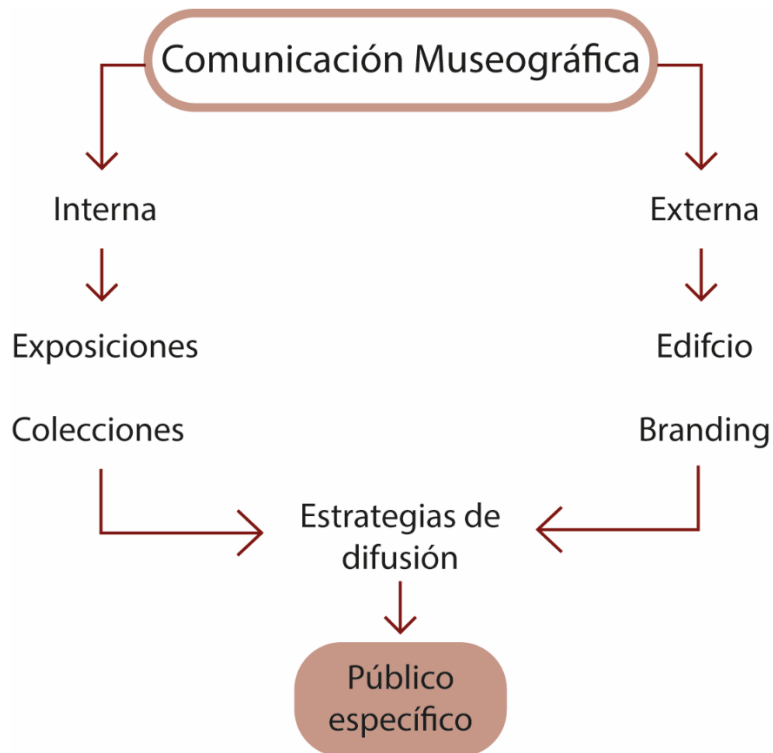 Comunicación Museográfica
Interna
Externa
Exposiciones
Edifcio
Colecciones
Branding
Estrategias de
difusión
Público
específico